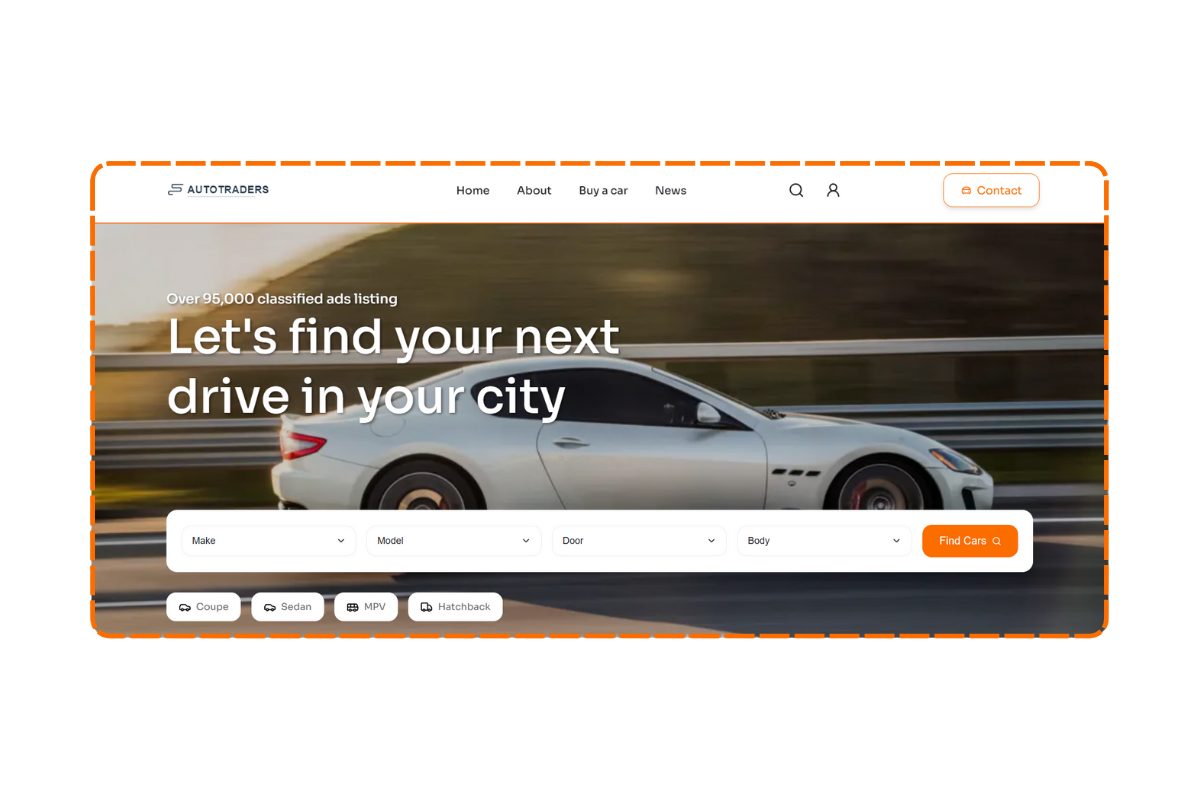 AUTOTRADERS
Home About Buy a car News
Contact
Over 95,000 classified ads listing
Let's find your next
drive in your city
Make Model Door Body Find Cars
Coupe Sedan MPV Hatchback